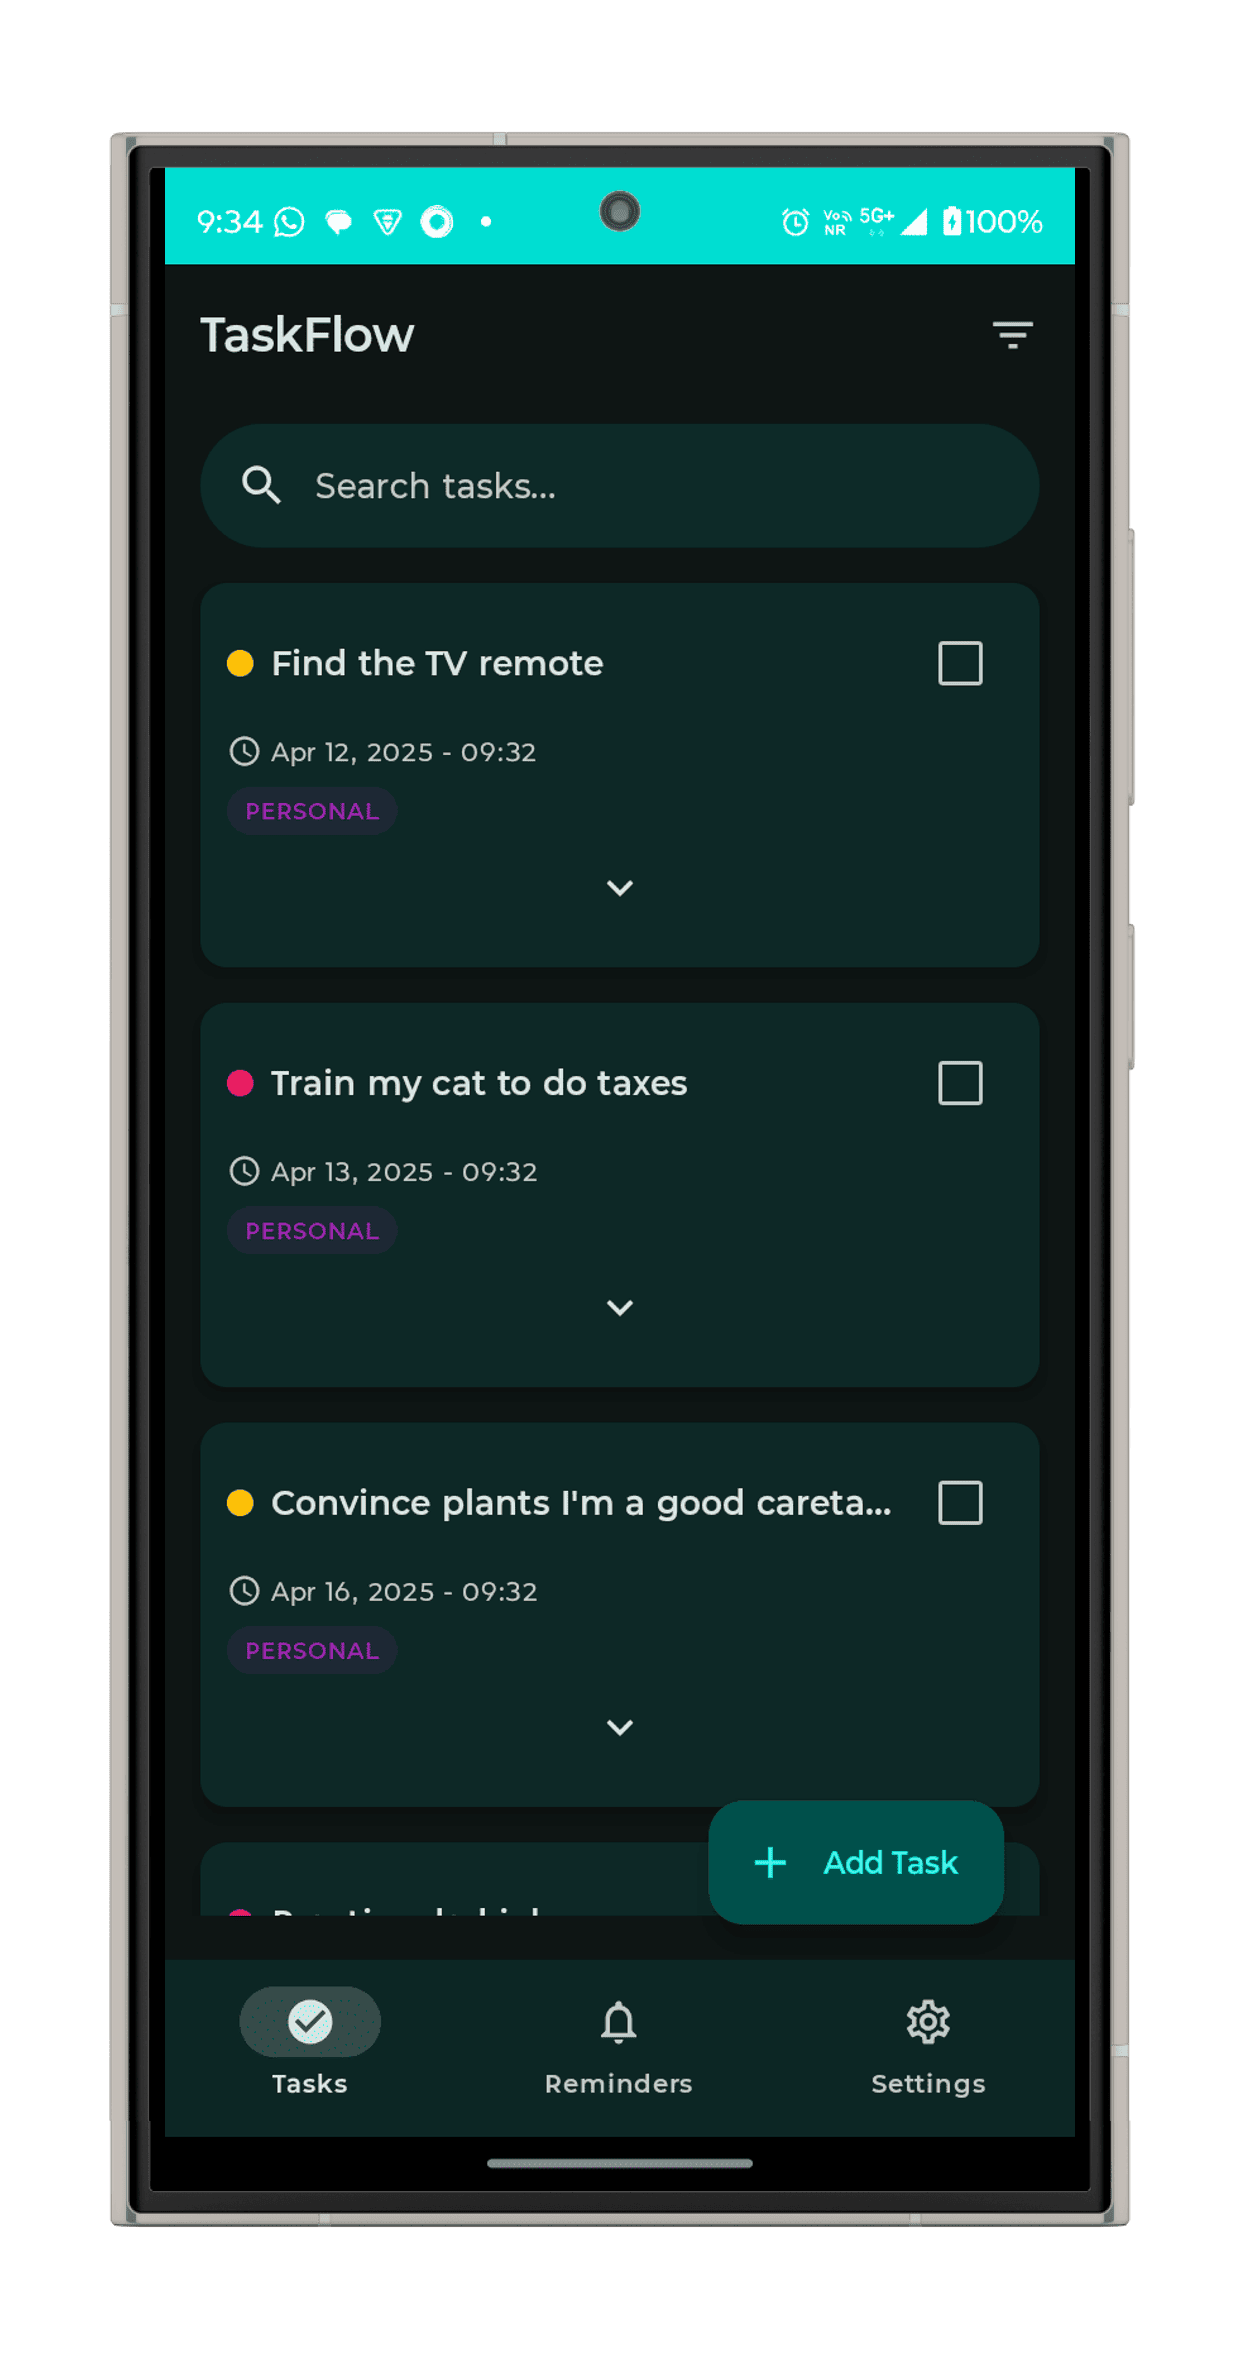 9:34 Vo NR 5G+ 100%
TaskFlow
Search tasks...
Find the TV remote
Apr 12, 2025 - 09:32
PERSONAL
Train my cat to do taxes
Apr 13, 2025 - 09:32
PERSONAL
Convince plants I'm a good careta...
Apr 16, 2025 - 09:32
PERSONAL
Add Task
Tasks
Reminders
Settings